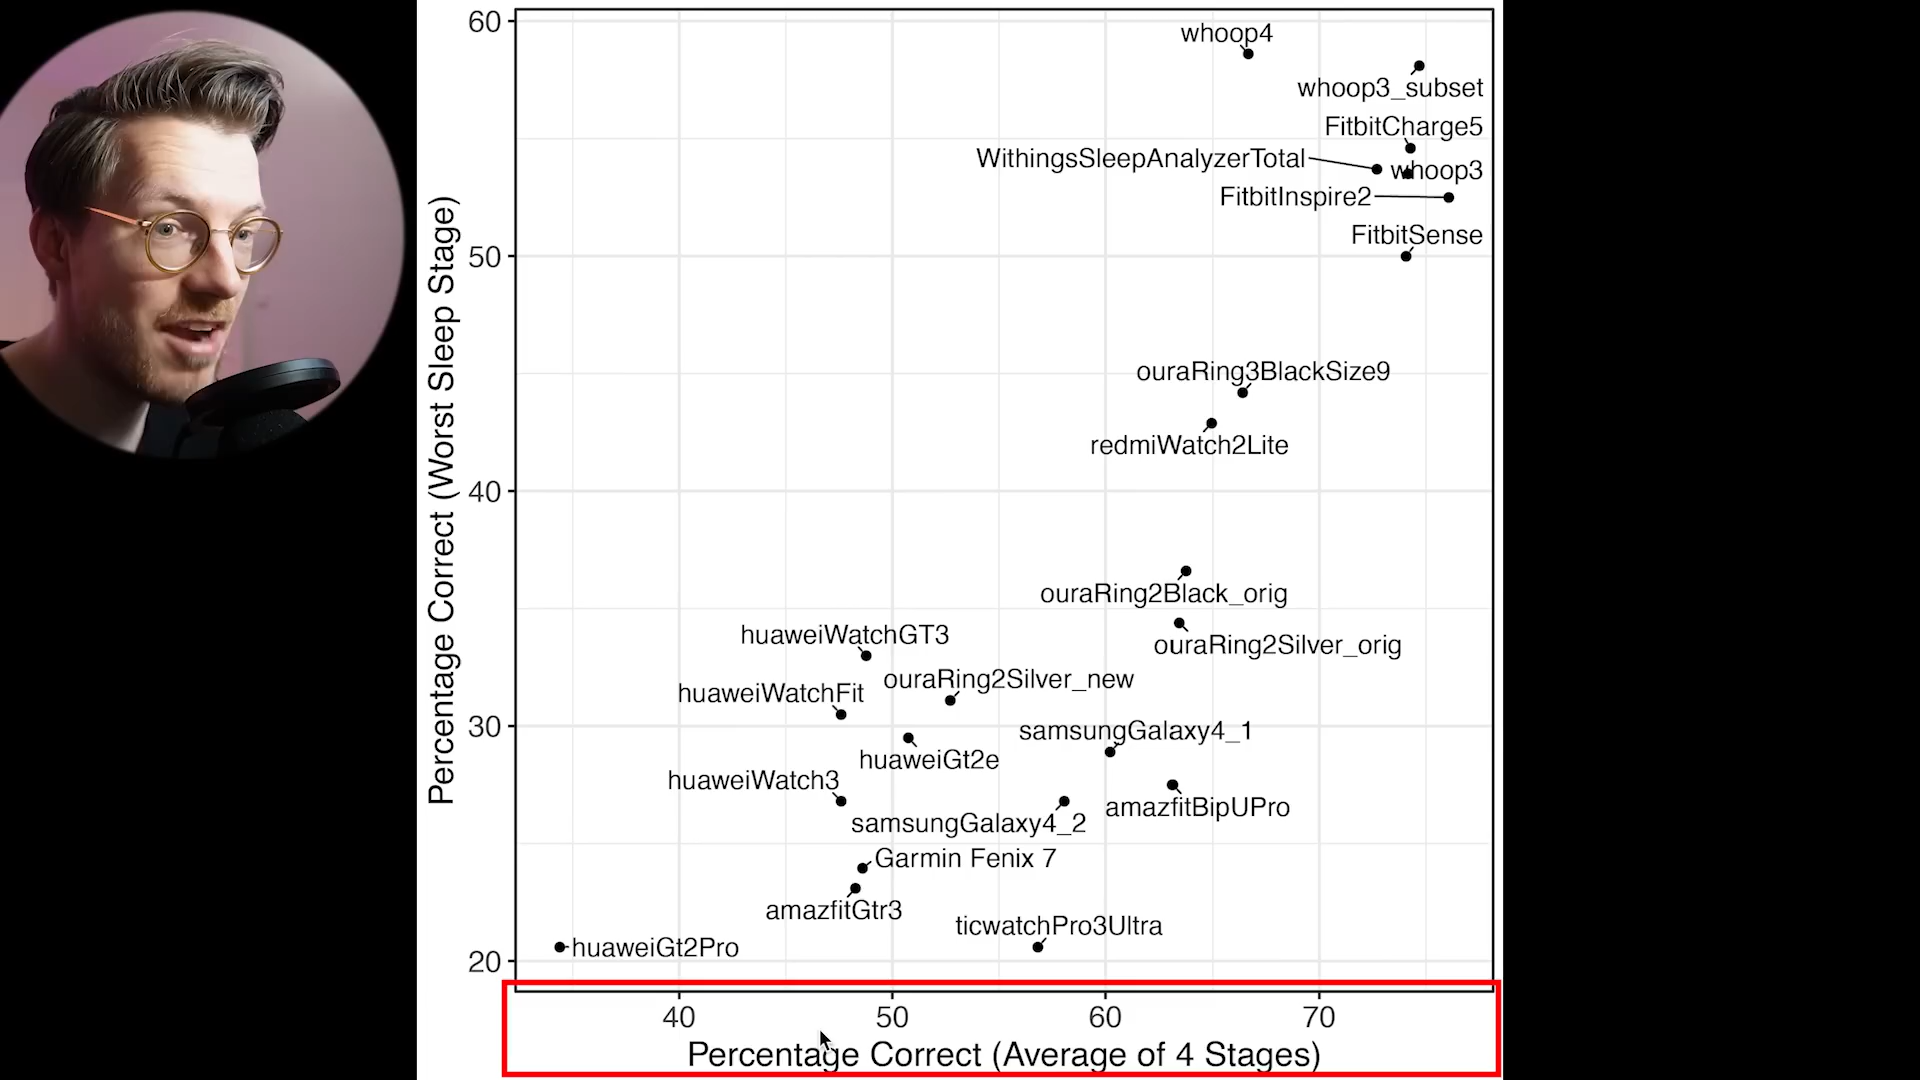 60
whoop4
whoop3_subset
FitbitCharge5
WithingsSleepAnalyzerTotal
whoop3
FitbitInspire2
FitbitSense
50
ouraRing3BlackSize9
redmiWatch2Lite
40
ouraRing2Black_orig
huaweiWatchGT3
ouraRing2Silver_orig
ouraRing2Silver_new
huaweiWatchFit
30
samsungGalaxy4_1
huaweiGt2e
huaweiWatch3
amazfitBipUPro
samsungGalaxy4_2
Garmin Fenix 7
amazfitGtr3
ticwatchPro3Ultra
huaweiGt2Pro
20
Percentage Correct (Worst Sleep Stage)
40 50 60 70
Percentage Correct (Average of 4 Stages)